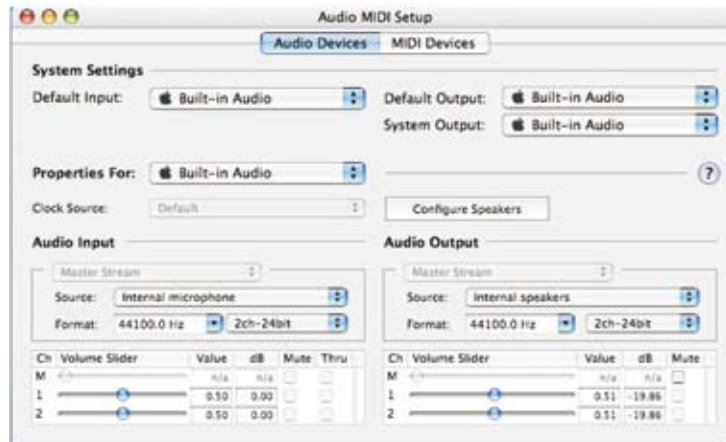 Audio MIDI Setup
Audio Devices MIDI Devices
System Settings
Default Input: Built-in Audio
Default Output: Built-in Audio
System Output: Built-in Audio
Properties For: Built-in Audio
?
Clock Source: Default
Configure Speakers
Audio Input
Master Stream
Source: Internal microphone
Format: 44100.0 Hz 2ch-24bit
Ch Volume Slider Value dB Mute Thru
M n/a n/a
1 0.50 0.00
2 0.50 0.00
Audio Output
Master Stream
Source: Internal speakers
Format: 44100.0 Hz 2ch-24bit
Ch Volume Slider Value dB Mute
M n/a n/a
1 0.51 -19.86
2 0.51 -19.86